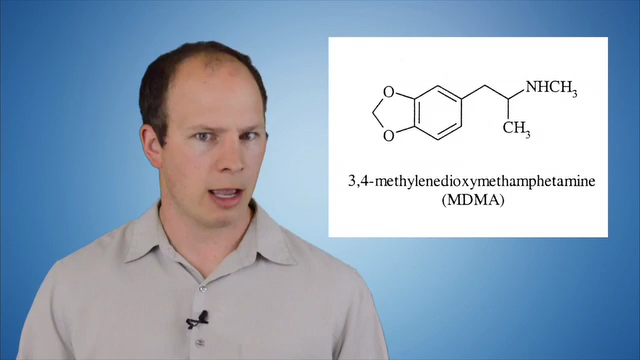 O
O
NHCH₃
CH₃
3,4-methylenedioxymethamphetamine
(MDMA)